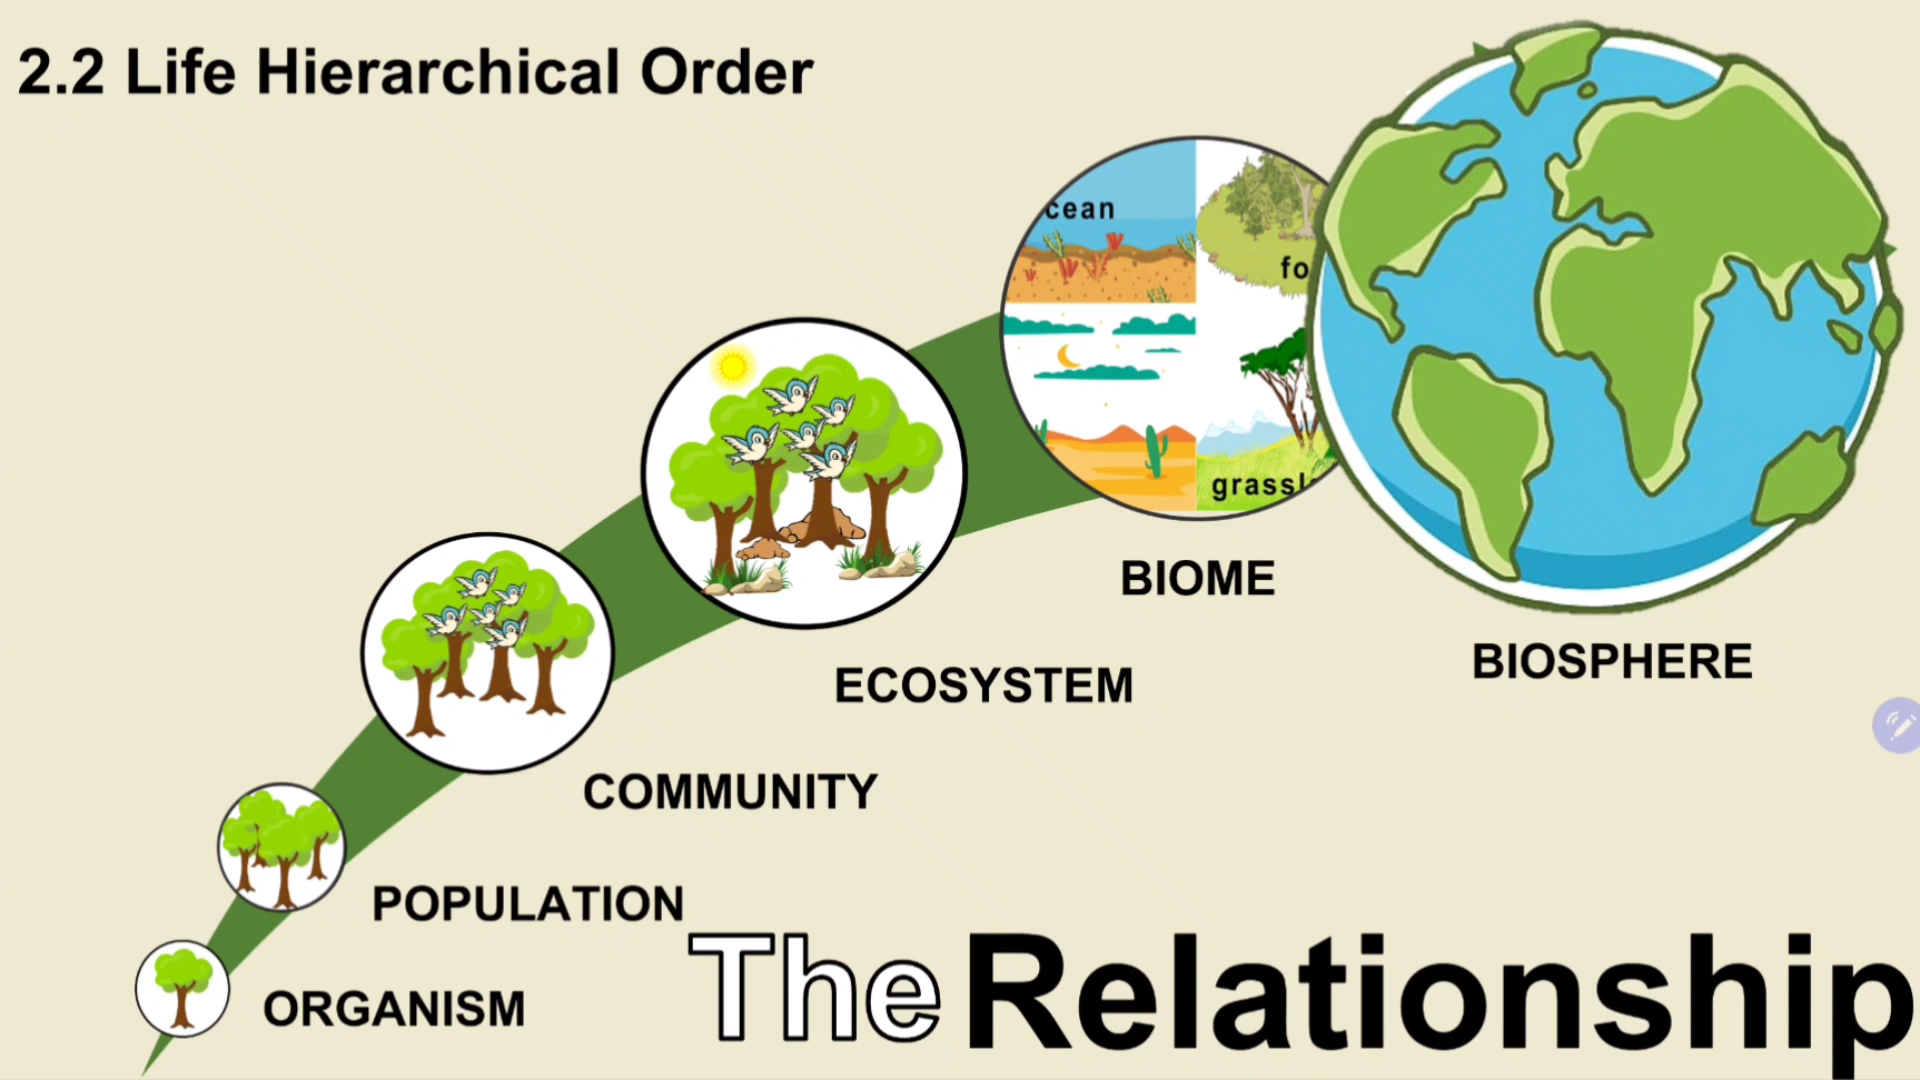 2.2 Life Hierarchical Order
cean
fo
grassl
BIOME
BIOSPHERE
ECOSYSTEM
COMMUNITY
POPULATION
ORGANISM
The Relationship